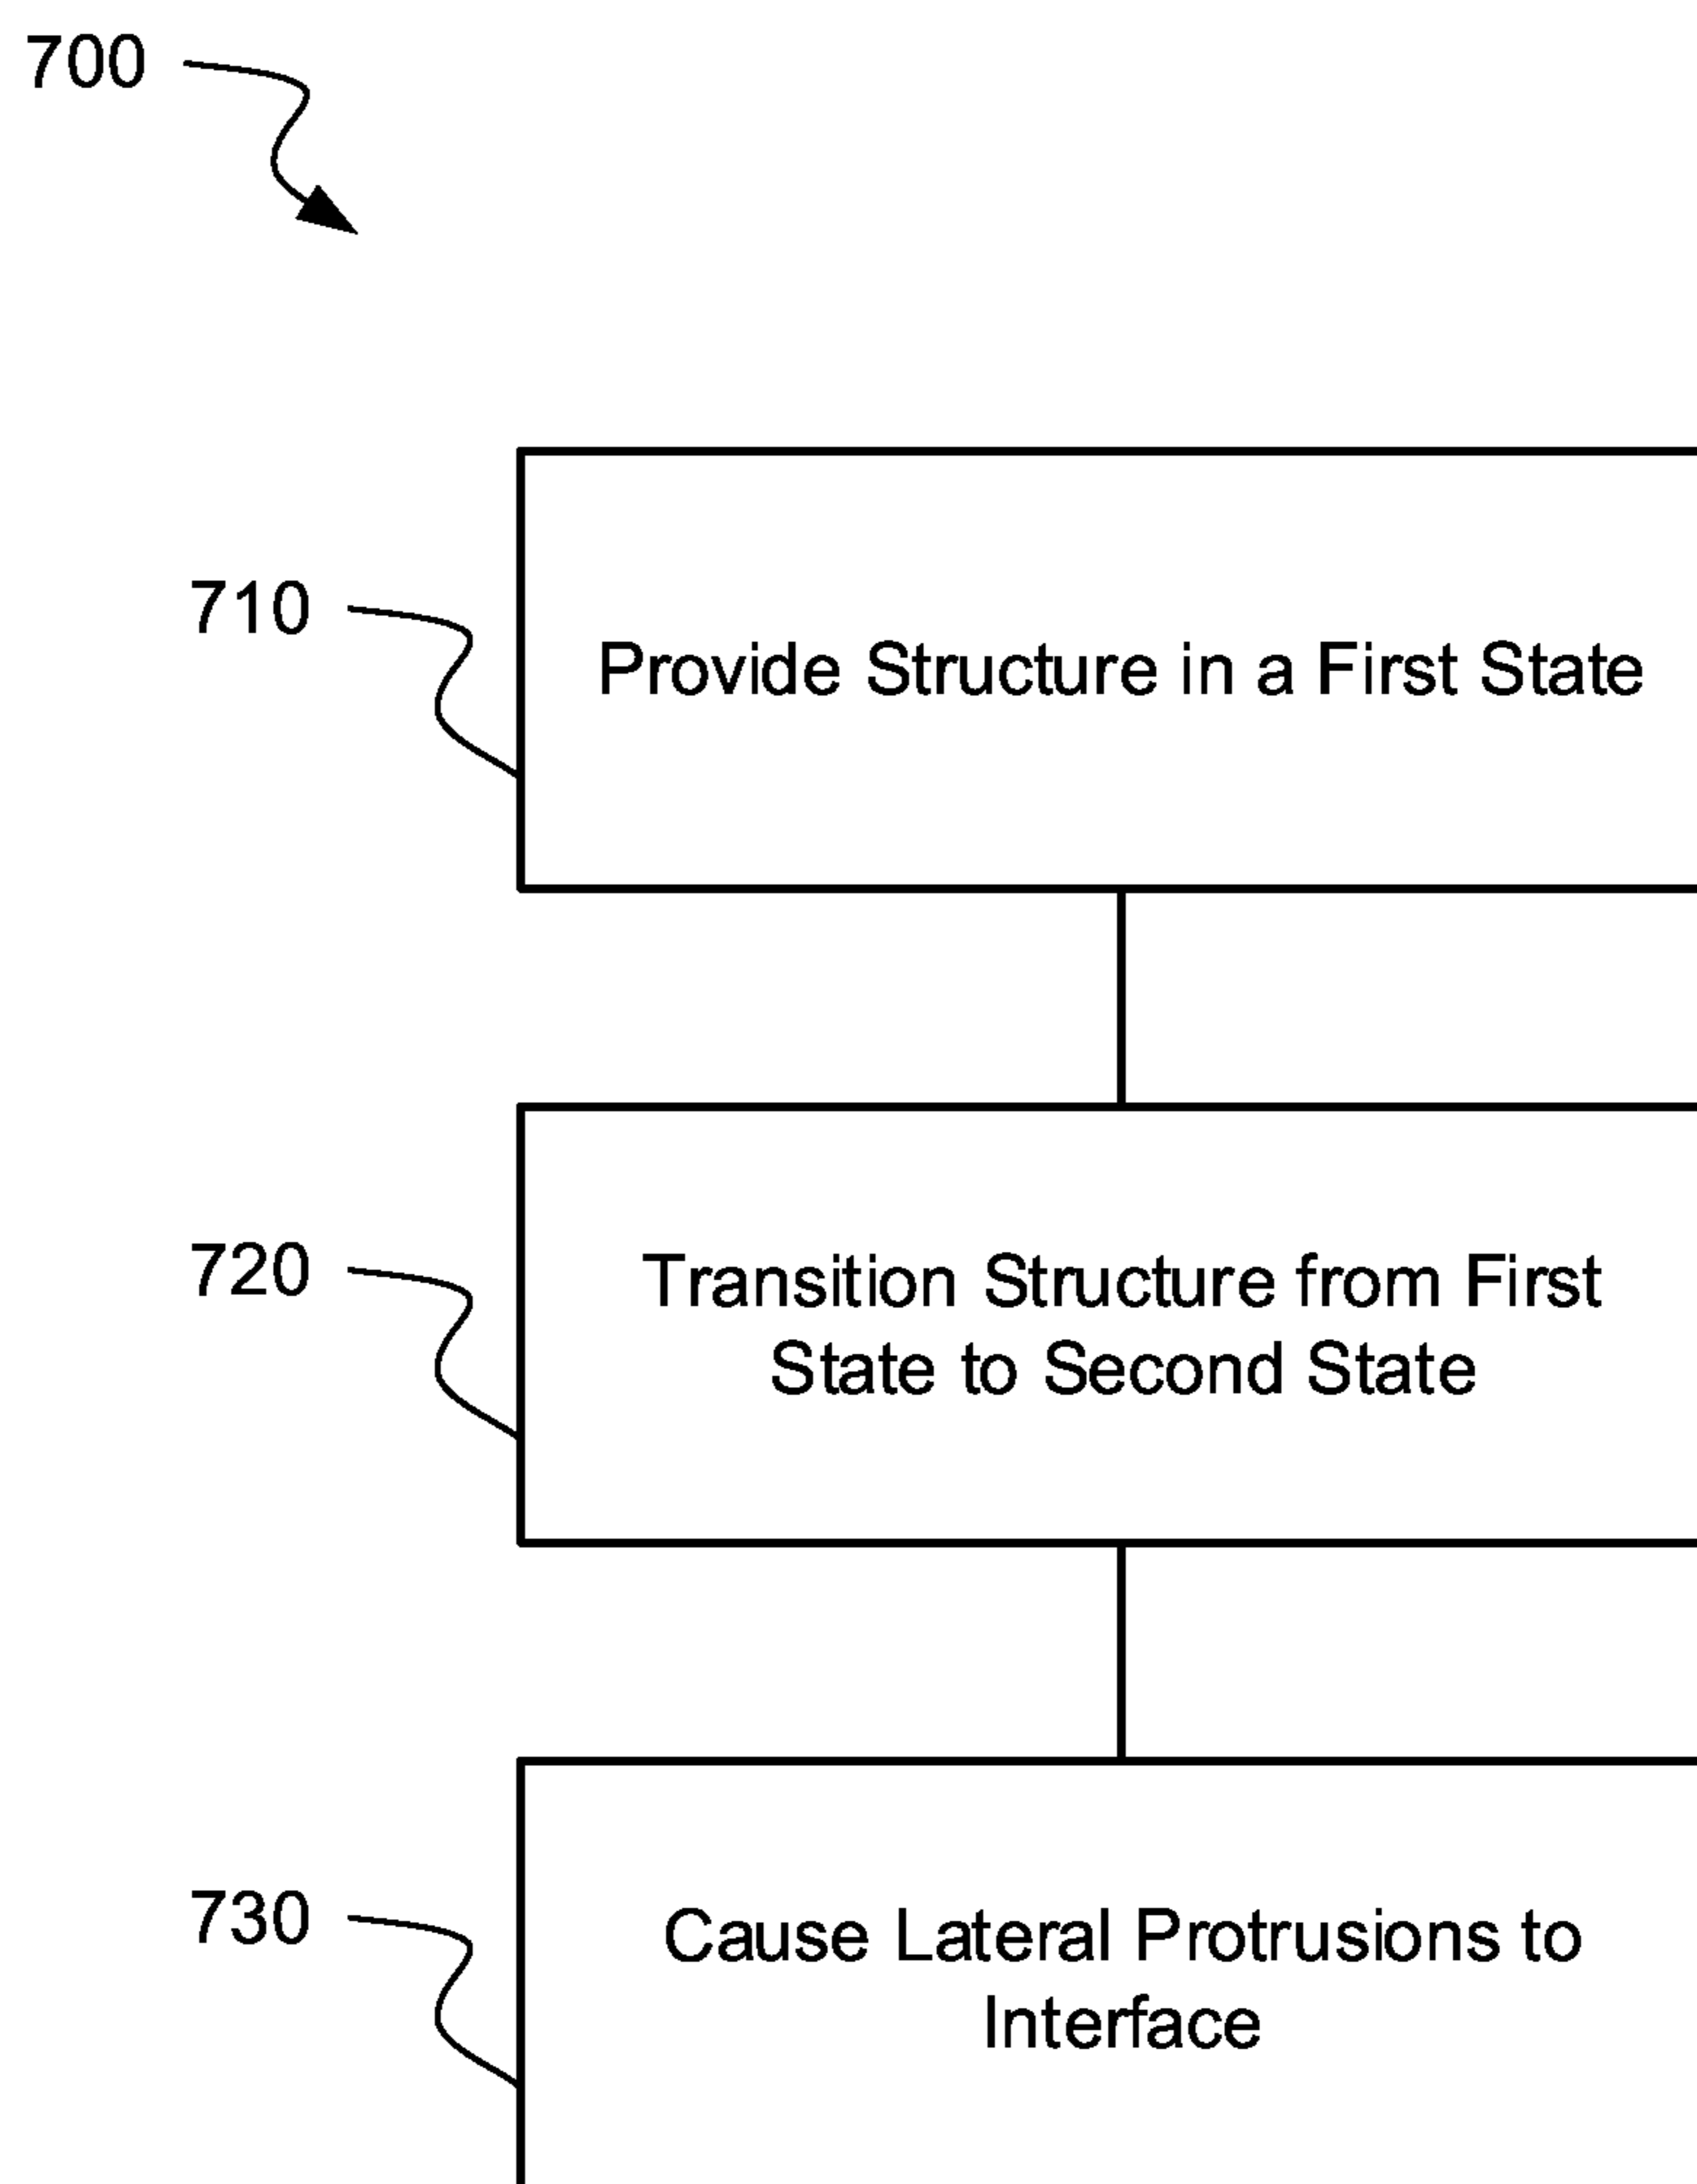 700
710
Provide Structure in a First State
720
Transition Structure from First
State to Second State
730
Cause Lateral Protrusions to
Interface